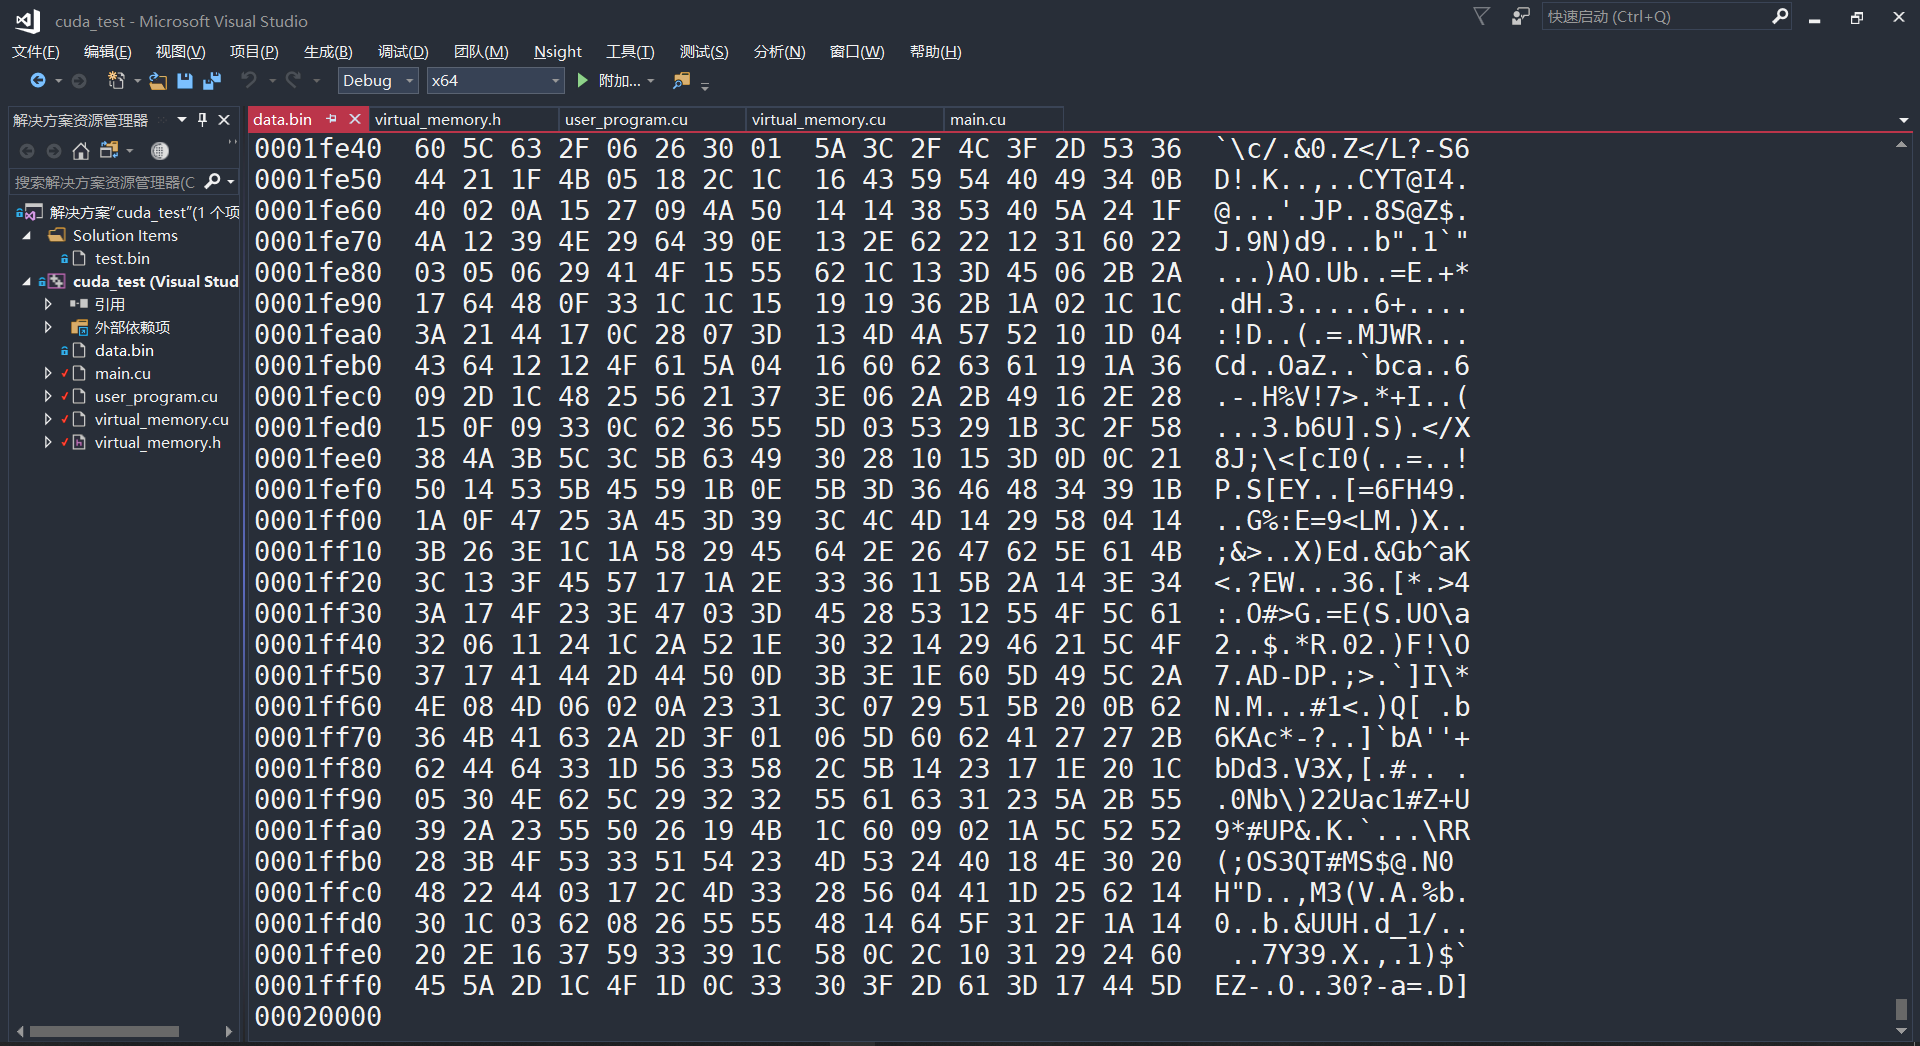 cuda_test - Microsoft Visual Studio
快速启动 (Ctrl+Q)
文件(F) 编辑(E) 视图(V) 项目(P) 生成(B) 调试(D) 团队(M) Nsight 工具(T) 测试(S) 分析(N) 窗口(W) 帮助(H)
Debug x64 附加...
解决方案资源管理器
搜索解决方案资源管理器(C
解决方案"cuda_test"(1 个项
Solution Items
test.bin
cuda_test (Visual Stud
引用
外部依赖项
data.bin
main.cu
user_program.cu
virtual_memory.cu
virtual_memory.h
data.bin virtual_memory.h user_program.cu virtual_memory.cu main.cu
0001fe40 60 5C 63 2F 06 26 30 01 5A 3C 2F 4C 3F 2D 53 36 `\c/.&0.Z</L?-S6
0001fe50 44 21 1F 4B 05 18 2C 1C 16 43 59 54 40 49 34 0B D!.K..,..CYT@I4.
0001fe60 40 02 0A 15 27 09 4A 50 14 14 38 53 40 5A 24 1F @...'.JP..8S@Z$.
0001fe70 4A 12 39 4E 29 64 39 0E 13 2E 62 22 12 31 60 22 J.9N)d9...b".1`"
0001fe80 03 05 06 29 41 4F 15 55 62 1C 13 3D 45 06 2B 2A ...)AO.Ub..=E.+*
0001fe90 17 64 48 0F 33 1C 1C 15 19 19 36 2B 1A 02 1C 1C .dH.3.....6+....
0001fea0 3A 21 44 17 0C 28 07 3D 13 4D 4A 57 52 10 1D 04 :!D..(.=.MJWR...
0001feb0 43 64 12 12 4F 61 5A 04 16 60 62 63 61 19 1A 36 Cd..OaZ..`bca..6
0001fec0 09 2D 1C 48 25 56 21 37 3E 06 2A 2B 49 16 2E 28 .-.H%V!7>.*+I..(
0001fed0 15 0F 09 33 0C 62 36 55 5D 03 53 29 1B 3C 2F 58 ...3.b6U].S).</X
0001fee0 38 4A 3B 5C 3C 5B 63 49 30 28 10 15 3D 0D 0C 21 8J;\<[cI0(..=..!
0001fef0 50 14 53 5B 45 59 1B 0E 5B 3D 36 46 48 34 39 1B P.S[EY..[=6FH49.
0001ff00 1A 0F 47 25 3A 45 3D 39 3C 4C 4D 14 29 58 04 14 ..G%:E=9<LM.)X..
0001ff10 3B 26 3E 1C 1A 58 29 45 64 2E 26 47 62 5E 61 4B ;&>..X)Ed.&Gb^aK
0001ff20 3C 13 3F 45 57 17 1A 2E 33 36 11 5B 2A 14 3E 34 <.?EW...36.[*.>4
0001ff30 3A 17 4F 23 3E 47 03 3D 45 28 53 12 55 4F 5C 61 :.O#>G.=E(S.UO\a
0001ff40 32 06 11 24 1C 2A 52 1E 30 32 14 29 46 21 5C 4F 2..$.*R.02.)F!\O
0001ff50 37 17 41 44 2D 44 50 0D 3B 3E 1E 60 5D 49 5C 2A 7.AD-DP.;>.`]I\*
0001ff60 4E 08 4D 06 02 0A 23 31 3C 07 29 51 5B 20 0B 62 N.M...#1<.)Q[ .b
0001ff70 36 4B 41 63 2A 2D 3F 01 06 5D 60 62 41 27 27 2B 6KAc*-?..]`bA''+
0001ff80 62 44 64 33 1D 56 33 58 2C 5B 14 23 17 1E 20 1C bDd3.V3X,[.#.. .
0001ff90 05 30 4E 62 5C 29 32 32 55 61 63 31 23 5A 2B 55 .0Nb\)22Uac1#Z+U
0001ffa0 39 2A 23 55 50 26 19 4B 1C 60 09 02 1A 5C 52 52 9*#UP&.K.`...\RR
0001ffb0 28 3B 4F 53 33 51 54 23 4D 53 24 40 18 4E 30 20 (;OS3QT#MS$@.N0
0001ffc0 48 22 44 03 17 2C 4D 33 28 56 04 41 1D 25 62 14 H"D..,M3(V.A.%b.
0001ffd0 30 1C 03 62 08 26 55 55 48 14 64 5F 31 2F 1A 14 0..b.&UUH.d_1/..
0001ffe0 20 2E 16 37 59 33 39 1C 58 0C 2C 10 31 29 24 60 ..7Y39.X.,.1)$`
0001fff0 45 5A 2D 1C 4F 1D 0C 33 30 3F 2D 61 3D 17 44 5D EZ-.O..30?-a=.D]
00020000